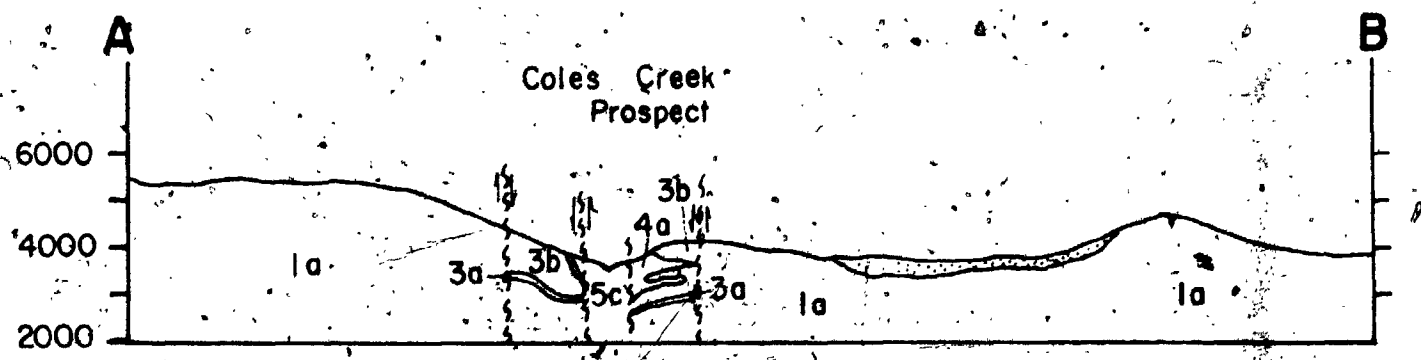 A B
Coles Creek
Prospect
6000
3b
4a
4000
1a 3a 3b 5c 3a 1a 1a
2000